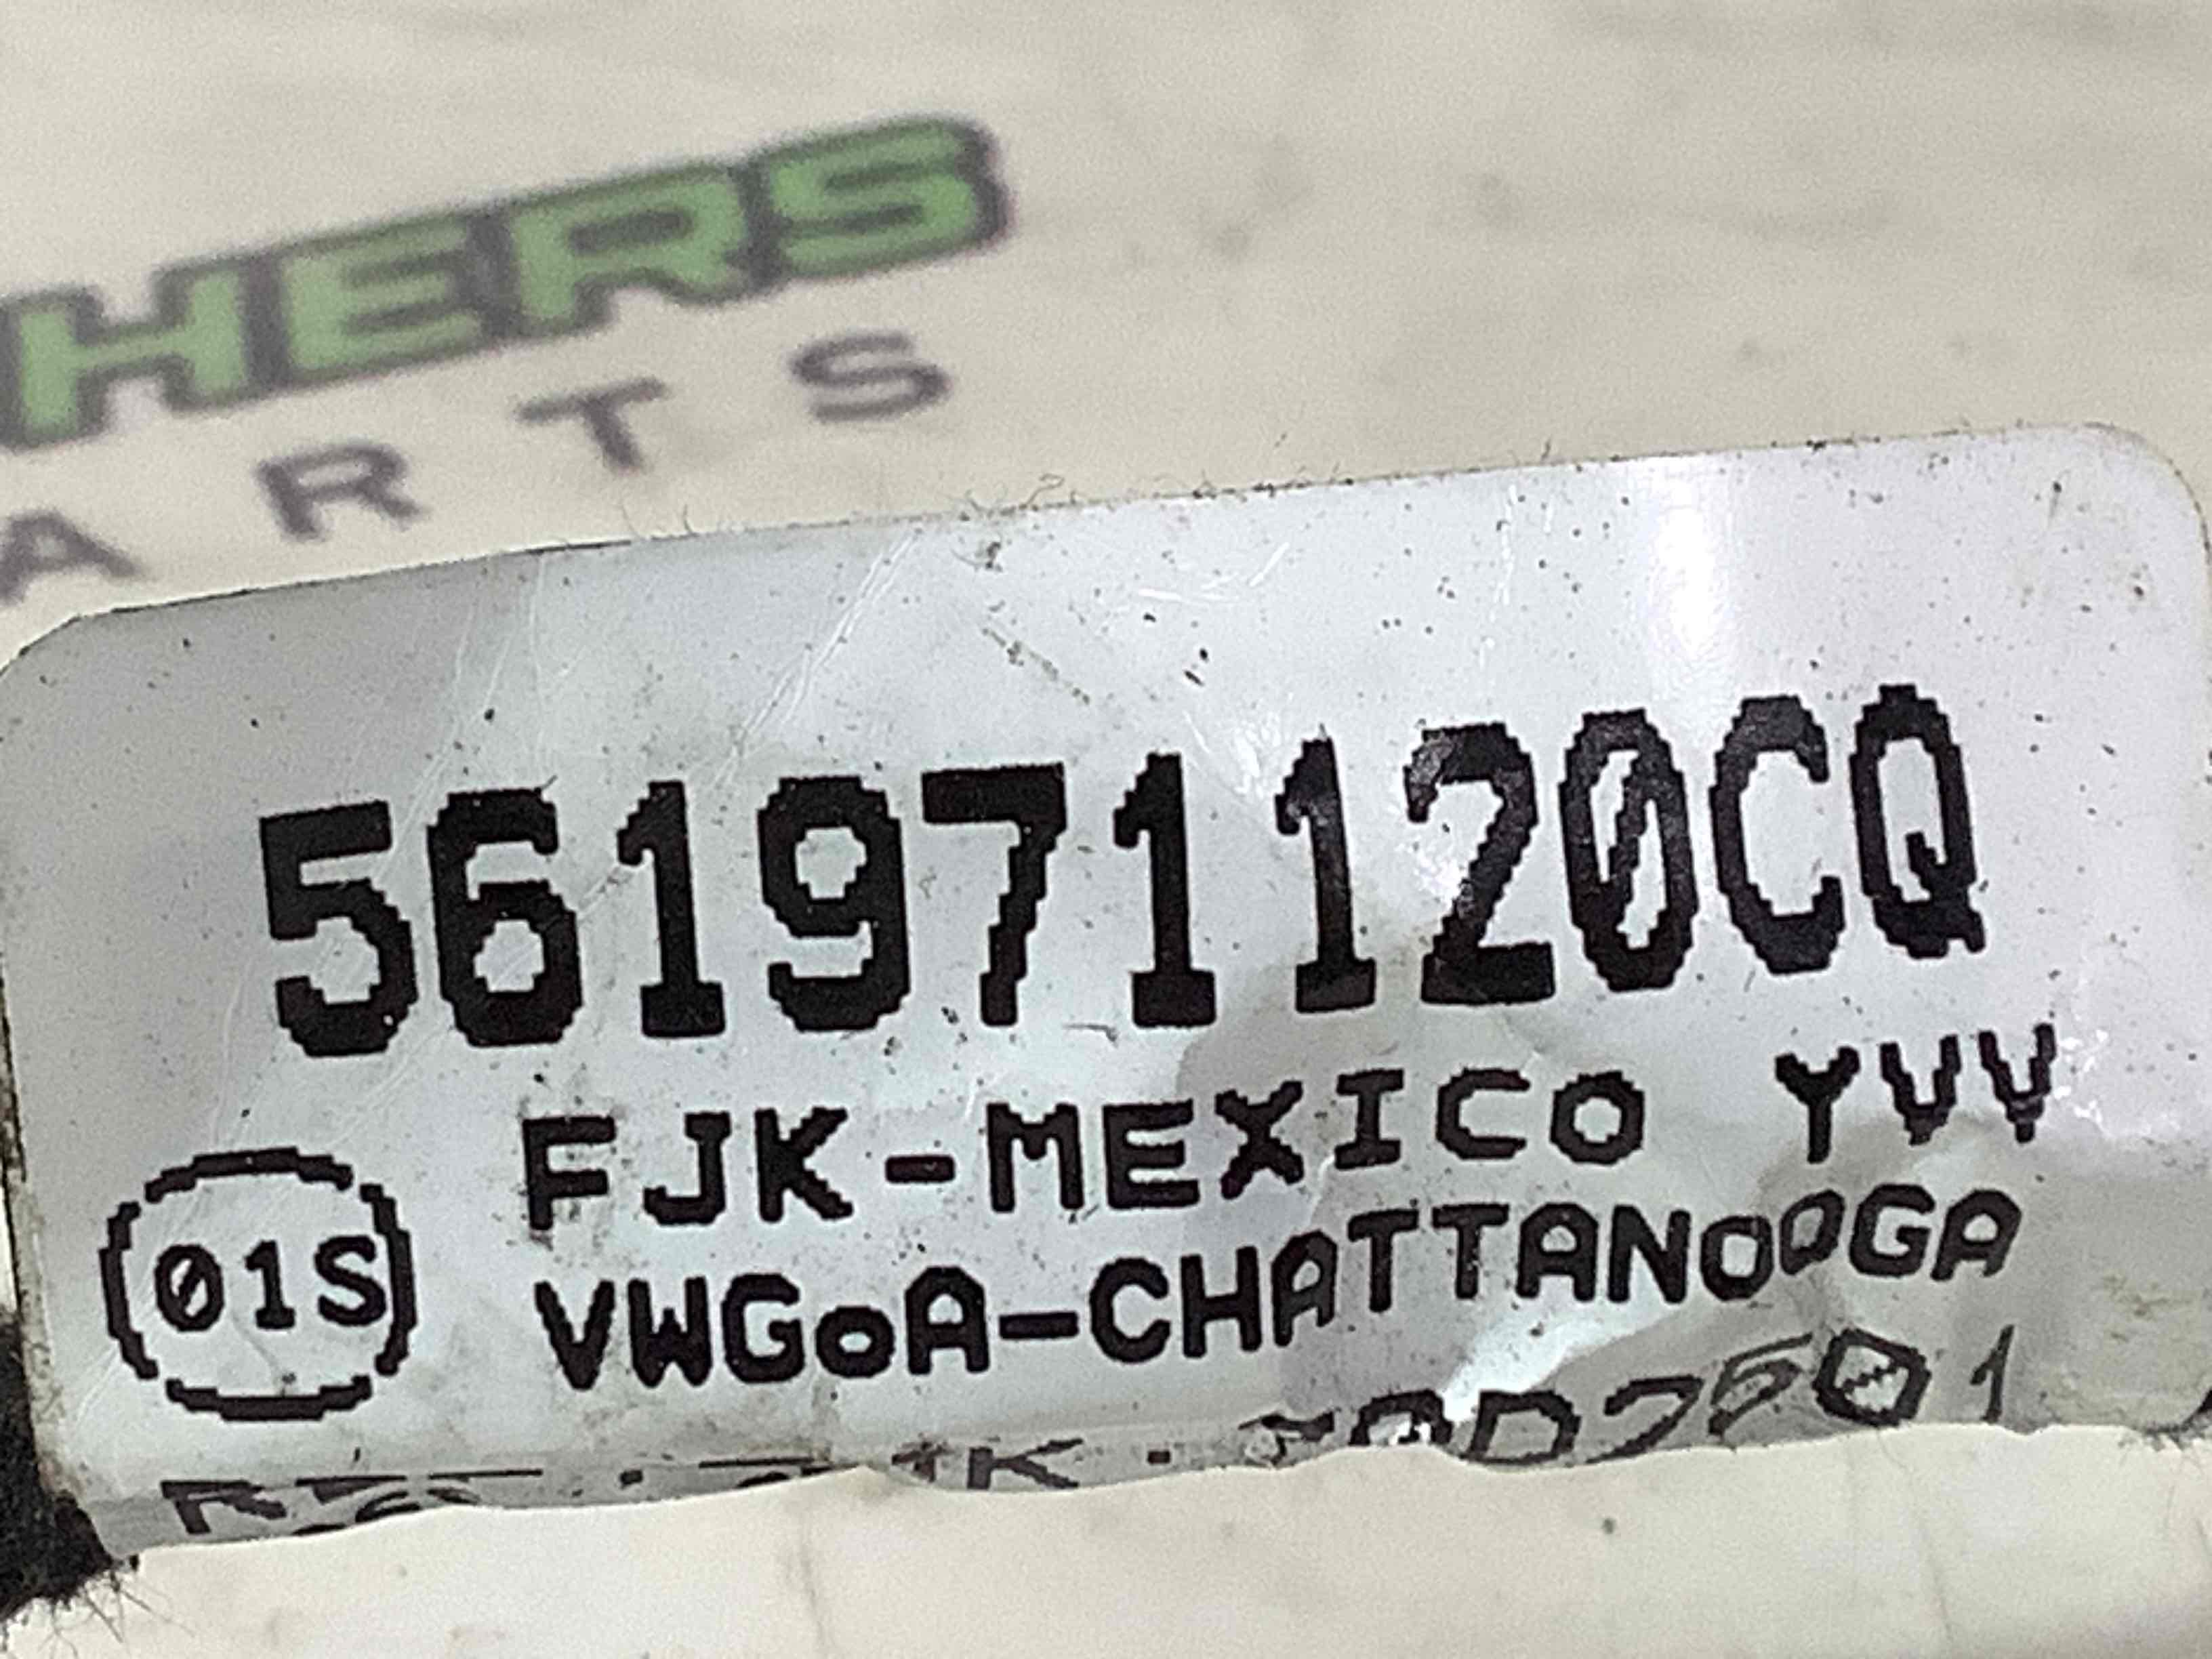 HERS
ARTS
561971120CQ
FJK-MEXICO YVV
01S
VWGoA-CHATTANOOGA